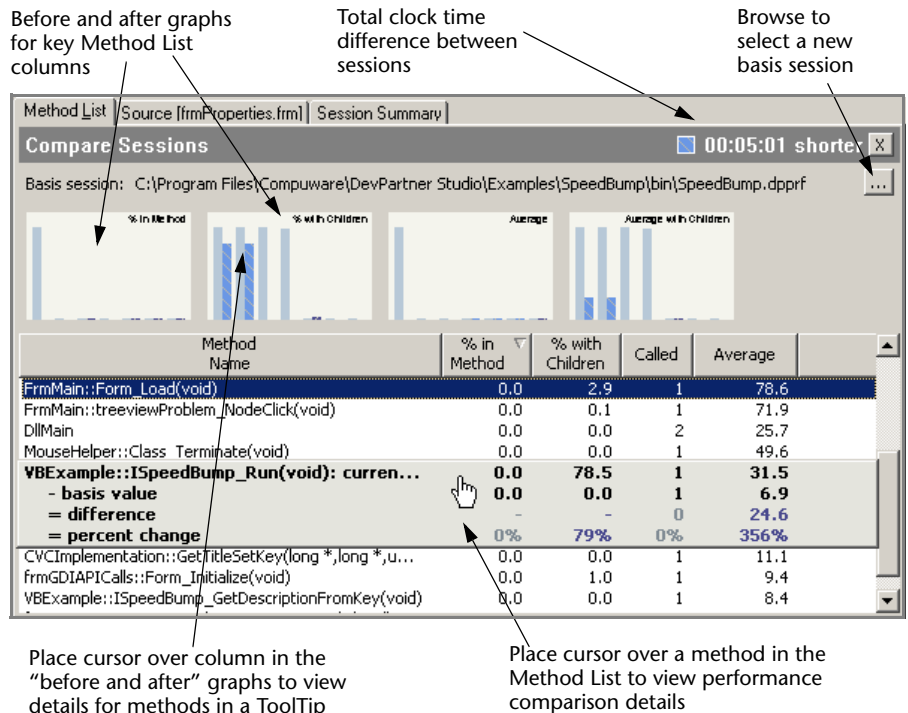 Before and after graphs
for key Method List
columns
Total clock time
difference between
sessions
Browse to
select a new
basis session
Method List Source [frmProperties.frm] Session Summary
Compare Sessions 00:05:01 shorter X
Basis session: C:\Program Files\Compuware\DevPartner Studio\Examples\SpeedBump\bin\SpeedBump.dpprf ...
% in Method % with Children Average Average with Children
Method Name % in Method % with Children Called Average
FrmMain::Form_Load(void) 0.0 2.9 1 78.6
FrmMain::treeviewProblem_NodeClick(void) 0.0 0.1 1 71.9
DllMain 0.0 0.0 2 25.7
MouseHelper::Class_Terminate(void) 0.0 0.0 1 49.6
VBExample::ISpeedBump_Run(void): curren... 0.0 78.5 1 31.5
- basis value 0.0 0.0 1 6.9
= difference - - 0 24.6
= percent change 0% 79% 0% 356%
CVCImplementation::GetTitleSetKey(long *,long *,u... 0.0 0.0 1 11.1
frmGDIAPICalls::Form_Initialize(void) 0.0 1.0 1 9.4
VBExample::ISpeedBump_GetDescriptionFromKey(void) 0.0 0.0 1 8.4
Place cursor over column in the
“before and after” graphs to view
details for methods in a ToolTip
Place cursor over a method in the
Method List to view performance
comparison details